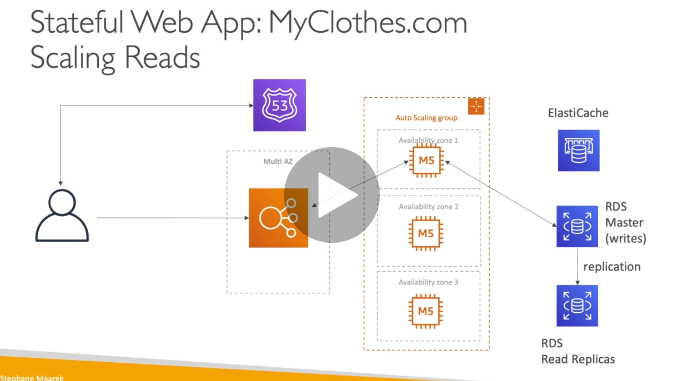 Stateful Web App: MyClothes.com
Scaling Reads
53
ElastiCache
Auto Scaling group
Multi AZ
Availability zone 1
M5
Availability zone 2
M5
Availability zone 3
M5
RDS
Master
(writes)
replication
RDS
Read Replicas
Stephane Maarek